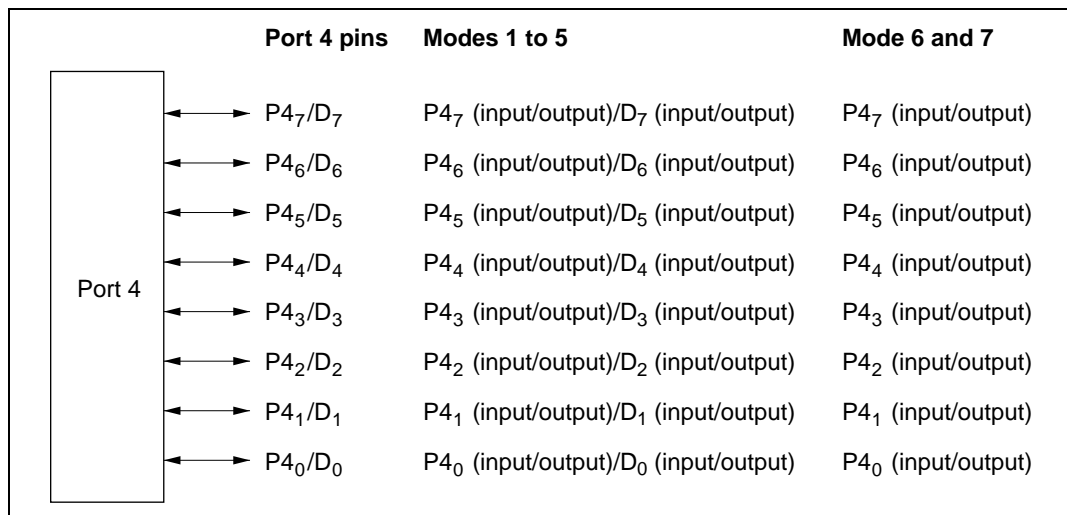 Port 4 pins Modes 1 to 5 Mode 6 and 7
P4₇/D₇ P4₇ (input/output)/D₇ (input/output) P4₇ (input/output)
P4₆/D₆ P4₆ (input/output)/D₆ (input/output) P4₆ (input/output)
P4₅/D₅ P4₅ (input/output)/D₅ (input/output) P4₅ (input/output)
P4₄/D₄ P4₄ (input/output)/D₄ (input/output) P4₄ (input/output)
Port 4
P4₃/D₃ P4₃ (input/output)/D₃ (input/output) P4₃ (input/output)
P4₂/D₂ P4₂ (input/output)/D₂ (input/output) P4₂ (input/output)
P4₁/D₁ P4₁ (input/output)/D₁ (input/output) P4₁ (input/output)
P4₀/D₀ P4₀ (input/output)/D₀ (input/output) P4₀ (input/output)